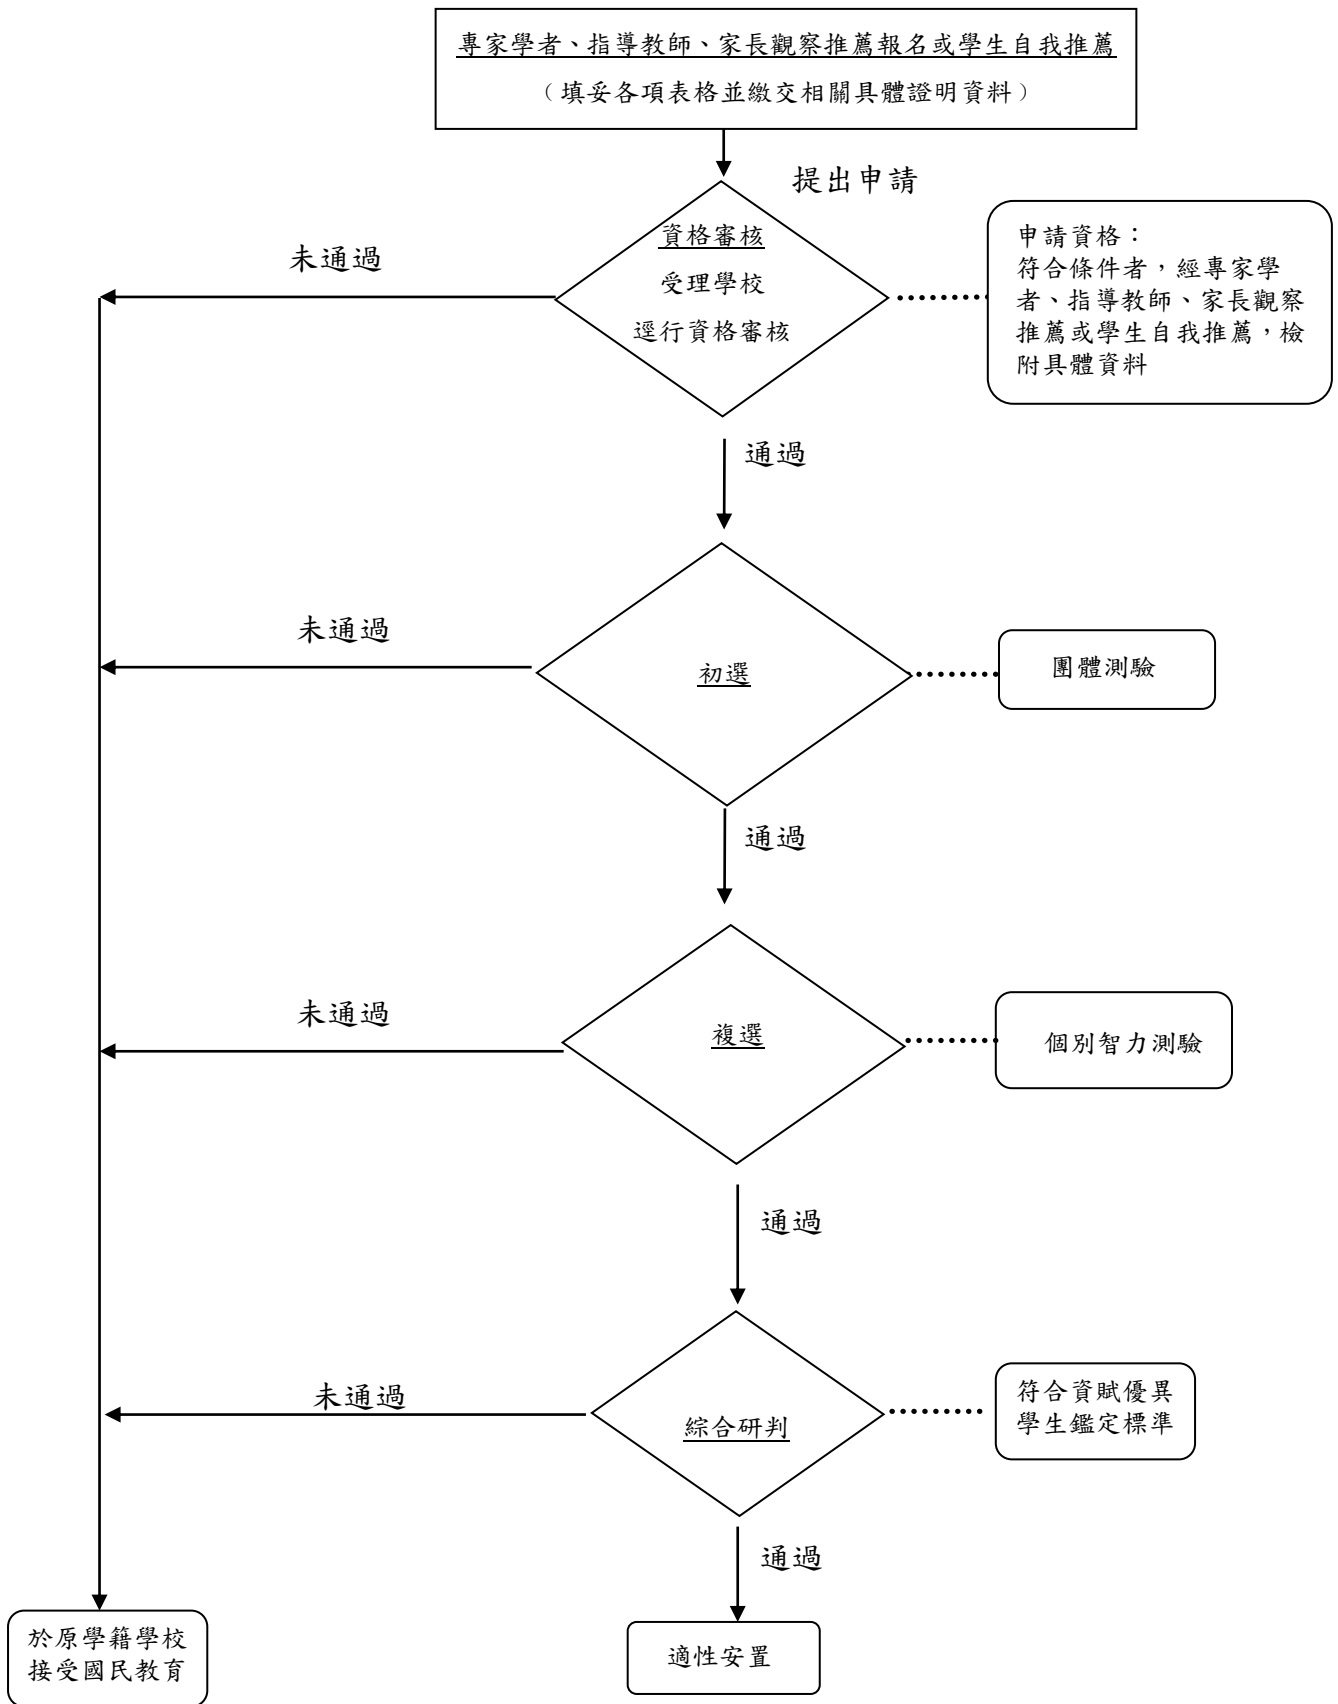 專家學者、指導教師、家長觀察推薦報名或學生自我推薦
（填妥各項表格並繳交相關具體證明資料）
提出申請
資格審核
受理學校
逕行資格審核
未通過
申請資格：
符合條件者，經專家學
者、指導教師、家長觀察
推薦或學生自我推薦，檢
附具體資料
通過
未通過
初選
團體測驗
通過
未通過
複選
個別智力測驗
通過
未通過
綜合研判
符合資賦優異
學生鑑定標準
通過
於原學籍學校
接受國民教育
適性安置